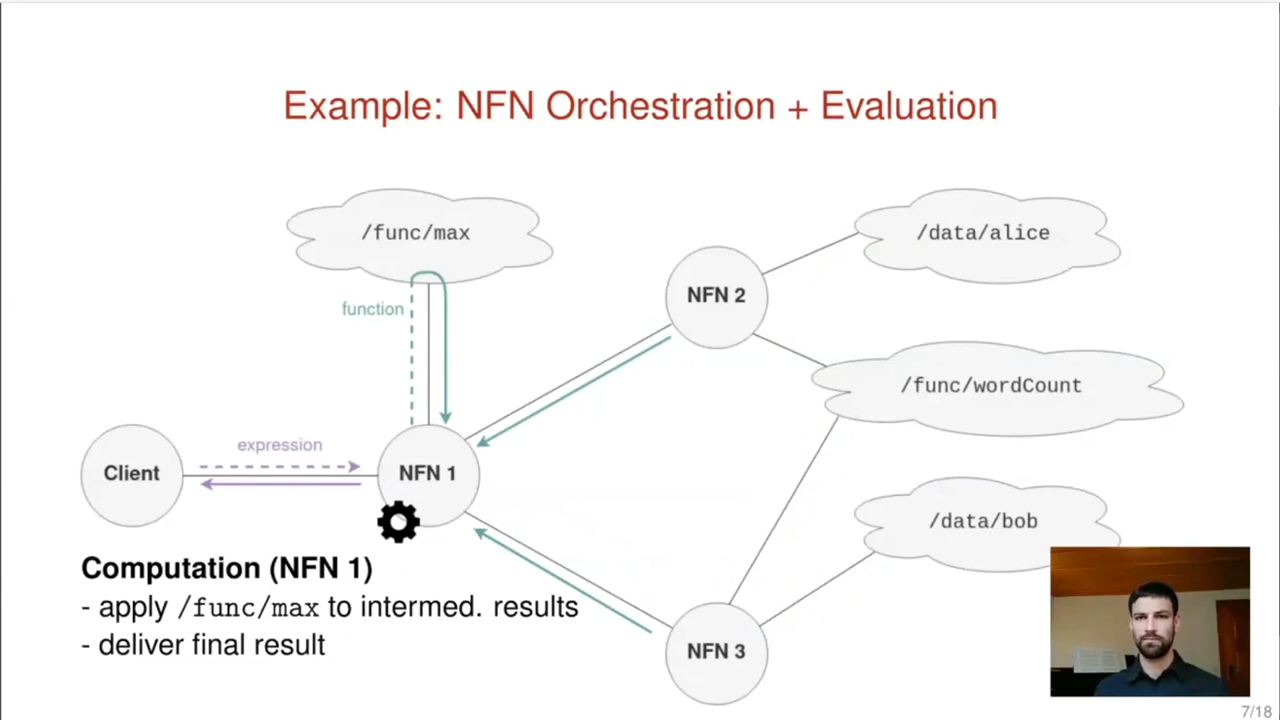 Example: NFN Orchestration + Evaluation
/func/max
/data/alice
function
NFN 2
/func/wordCount
expression
Client
NFN 1
/data/bob
Computation (NFN 1)
- apply /func/max to intermed. results
- deliver final result
NFN 3
7/18